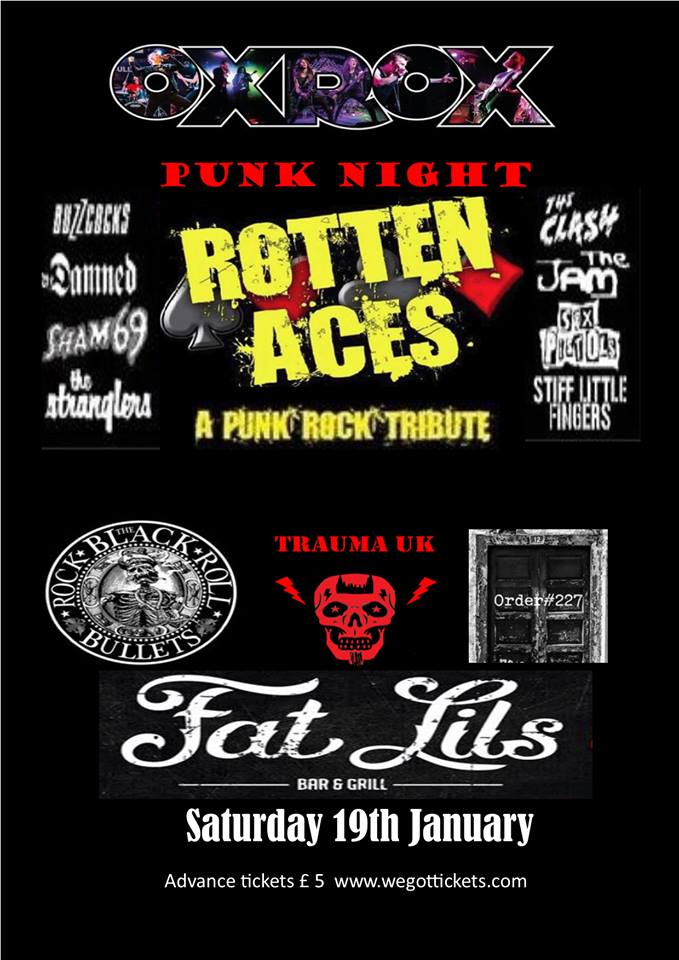 OXROX
PUNK NIGHT
BUZZCOCKS
The Damned
SHAM 69
the stranglers
ROTTEN
ACES
A PUNK ROCK TRIBUTE
THE CLASH
The JAM
SEX PISTOLS
STIFF LITTLE
FINGERS
THE BLACK BULLETS
ROCK ROLL
TRAUMA UK
Order#227
Fat Lils
BAR & GRILL
Saturday 19th January
Advance tickets £ 5 www.wegottickets.com